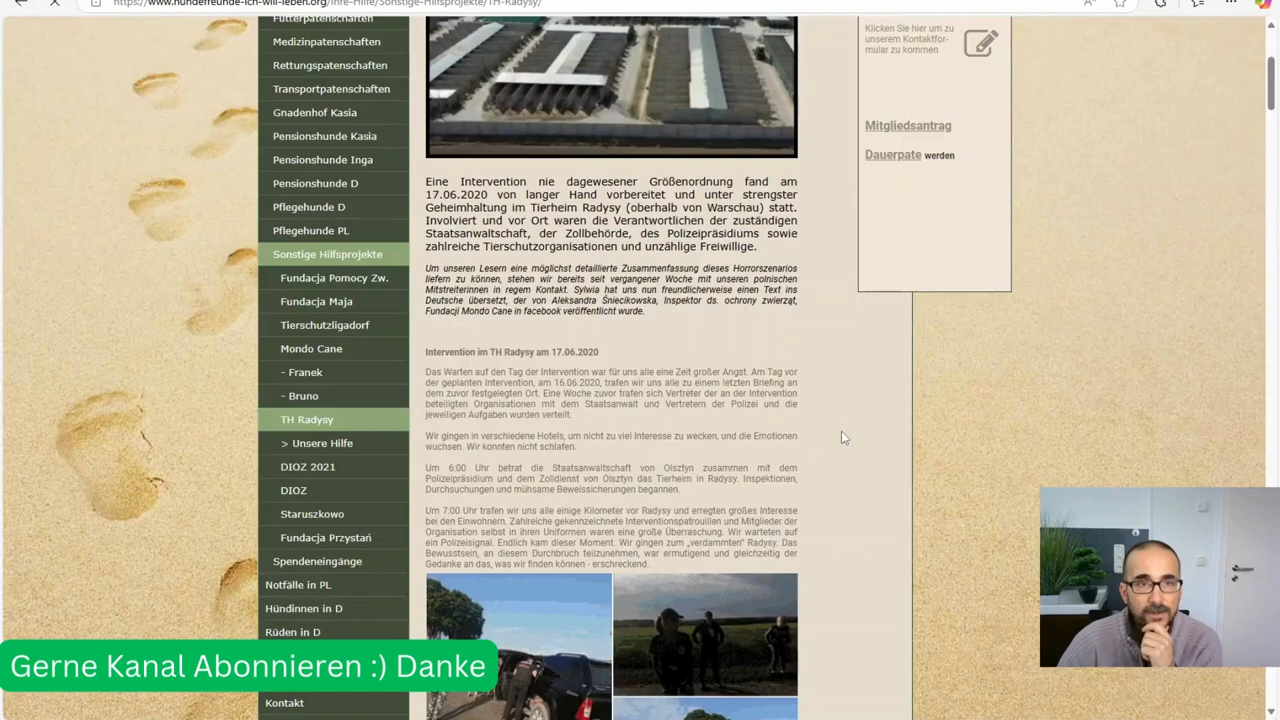 https://www.hundefreunde-ich-will-leben.org/Ihre-Hilfe/Sonstige-Hilfsprojekte/TH-Radysy/
Futterpatenschaften
Medizinpatenschaften
Rettungspatenschaften
Transportpatenschaften
Gnadenhof Kasia
Pensionshunde Kasia
Pensionshunde Inga
Pensionshunde D
Pflegehunde D
Pflegehunde PL
Sonstige Hilfsprojekte
Fundacja Pomocy Zw.
Fundacja Maja
Tierschutzligadorf
Mondo Cane
- Franek
- Bruno
TH Radysy
> Unsere Hilfe
DIOZ 2021
DIOZ
Staruszkowo
Fundacja Przystań
Spendeneingänge
Notfälle in PL
Hündinnen in D
Rüden in D
Kontakt
Eine Intervention nie dagewesener Größenordnung fand am
17.06.2020 von langer Hand vorbereitet und unter strengster
Geheimhaltung im Tierheim Radysy (oberhalb von Warschau) statt.
Involviert und vor Ort waren die Verantwortlichen der zuständigen
Staatsanwaltschaft, der Zollbehörde, des Polizeipräsidiums sowie
zahlreiche Tierschutzorganisationen und unzählige Freiwillige.
Um unseren Lesern eine möglichst detaillierte Zusammenfassung dieses Horrorszenarios
liefern zu können, stehen wir bereits seit vergangener Woche mit unseren polnischen
Mitstreiterinnen in regem Kontakt. Sylwia hat uns nun freundlicherweise einen Text ins
Deutsche übersetzt, der von Aleksandra Śniecikowska, Inspektor ds. ochrony zwierząt,
Fundacji Mondo Cane in facebook veröffentlicht wurde.
Intervention im TH Radysy am 17.06.2020
Das Warten auf den Tag der Intervention war für uns alle eine Zeit großer Angst. Am Tag vor
der geplanten Intervention, am 16.06.2020, trafen wir uns alle zu einem letzten Briefing an
dem zuvor festgelegten Ort. Eine Woche zuvor trafen sich Vertreter der an der Intervention
beteiligten Organisationen mit dem Staatsanwalt und Vertretern der Polizei und die
jeweiligen Aufgaben wurden verteilt.
Wir gingen in verschiedene Hotels, um nicht zu viel Interesse zu wecken, und die Emotionen
wuchsen. Wir konnten nicht schlafen.
Um 6:00 Uhr betrat die Staatsanwaltschaft von Olsztyn zusammen mit dem
Polizeipräsidium und dem Zolldienst von Olsztyn das Tierheim in Radysy. Inspektionen,
Durchsuchungen und mühsame Beweissicherungen begannen.
Um 7:00 Uhr trafen wir uns alle einige Kilometer vor Radysy und erregten großes Interesse
bei den Einwohnern. Zahlreiche gekennzeichnete Interventionspatrouillen und Mitglieder der
Organisation selbst in ihren Uniformen waren eine große Überraschung. Wir warteten auf
ein Polizeisignal. Endlich kam dieser Moment. Wir gingen zum „verdammten" Radysy. Das
Bewusstsein, an diesem Durchbruch teilzunehmen, war ermutigend und gleichzeitig der
Gedanke an das, was wir finden können - erschreckend.
Klicken Sie hier um zu
unserem Kontaktfor-
mular zu kommen
Mitgliedsantrag
Dauerpate werden
Gerne Kanal Abonnieren :) Danke